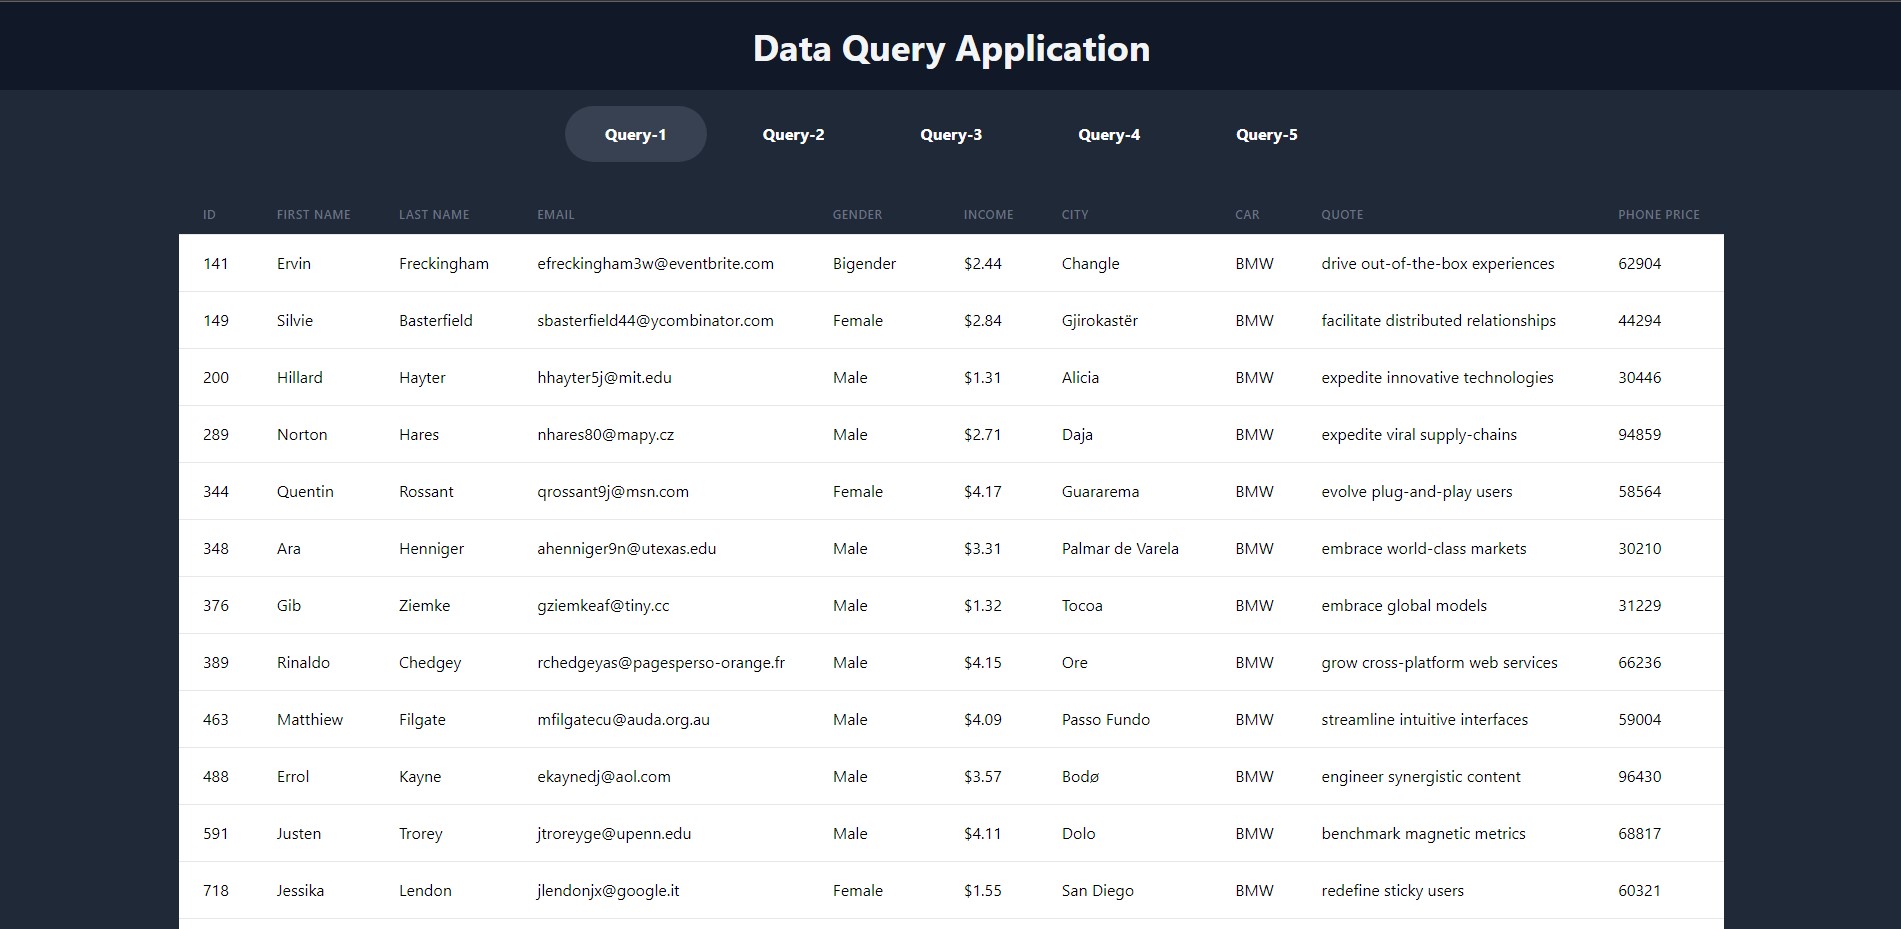 Data Query Application
Query-1 Query-2 Query-3 Query-4 Query-5
ID FIRST NAME LAST NAME EMAIL GENDER INCOME CITY CAR QUOTE PHONE PRICE
141 Ervin Freckingham efreckingham3w@eventbrite.com Bigender $2.44 Changle BMW drive out-of-the-box experiences 62904
149 Silvie Basterfield sbasterfield44@ycombinator.com Female $2.84 Gjirokastër BMW facilitate distributed relationships 44294
200 Hillard Hayter hhayter5j@mit.edu Male $1.31 Alicia BMW expedite innovative technologies 30446
289 Norton Hares nhares80@mapy.cz Male $2.71 Daja BMW expedite viral supply-chains 94859
344 Quentin Rossant qrossant9j@msn.com Female $4.17 Guararema BMW evolve plug-and-play users 58564
348 Ara Henniger ahenniger9n@utexas.edu Male $3.31 Palmar de Varela BMW embrace world-class markets 30210
376 Gib Ziemke gziemkeaf@tiny.cc Male $1.32 Tocoa BMW embrace global models 31229
389 Rinaldo Chedgey rchedgeyas@pagesperso-orange.fr Male $4.15 Ore BMW grow cross-platform web services 66236
463 Matthiew Filgate mfilgatecu@auda.org.au Male $4.09 Passo Fundo BMW streamline intuitive interfaces 59004
488 Errol Kayne ekaynedj@aol.com Male $3.57 Bodø BMW engineer synergistic content 96430
591 Justen Trorey jtroreyge@upenn.edu Male $4.11 Dolo BMW benchmark magnetic metrics 68817
718 Jessika Lendon jlendonjx@google.it Female $1.55 San Diego BMW redefine sticky users 60321